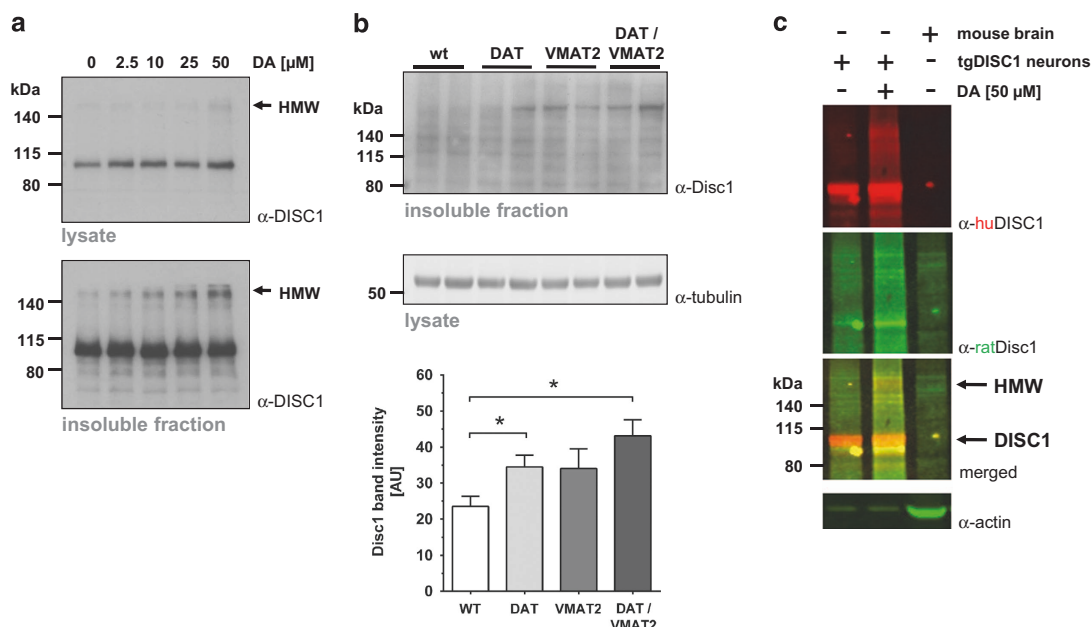 a
0 2.5 10 25 50 DA [µM]
kDa
140
115
80
HMW
α-DISC1
lysate
140
115
80
HMW
α-DISC1
insoluble fraction
b
wt DAT VMAT2 DAT /
VMAT2
kDa
140
115
80
α-Disc1
insoluble fraction
50
α-tubulin
lysate
Disc1 band intensity
[AU]
60
50
40
30
20
10
0
*
*
WT DAT VMAT2 DAT /
VMAT2
c
- - + mouse brain
+ + - tgDISC1 neurons
- + - DA [50 µM]
α-huDISC1
α-ratDisc1
kDa
140
115
80
HMW
DISC1
merged
α-actin